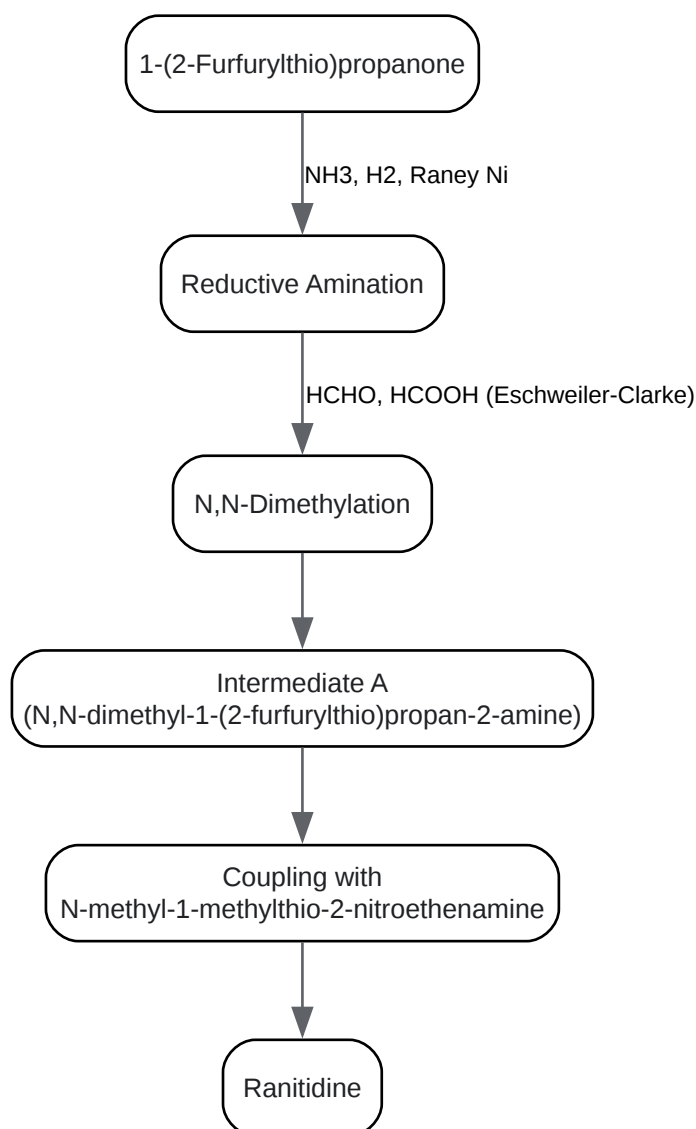 1-(2-Furfurylthio)propanone
NH3, H2, Raney Ni
Reductive Amination
HCHO, HCOOH (Eschweiler-Clarke)
N,N-Dimethylation
Intermediate A
(N,N-dimethyl-1-(2-furfurylthio)propan-2-amine)
Coupling with
N-methyl-1-methylthio-2-nitroethenamine
Ranitidine